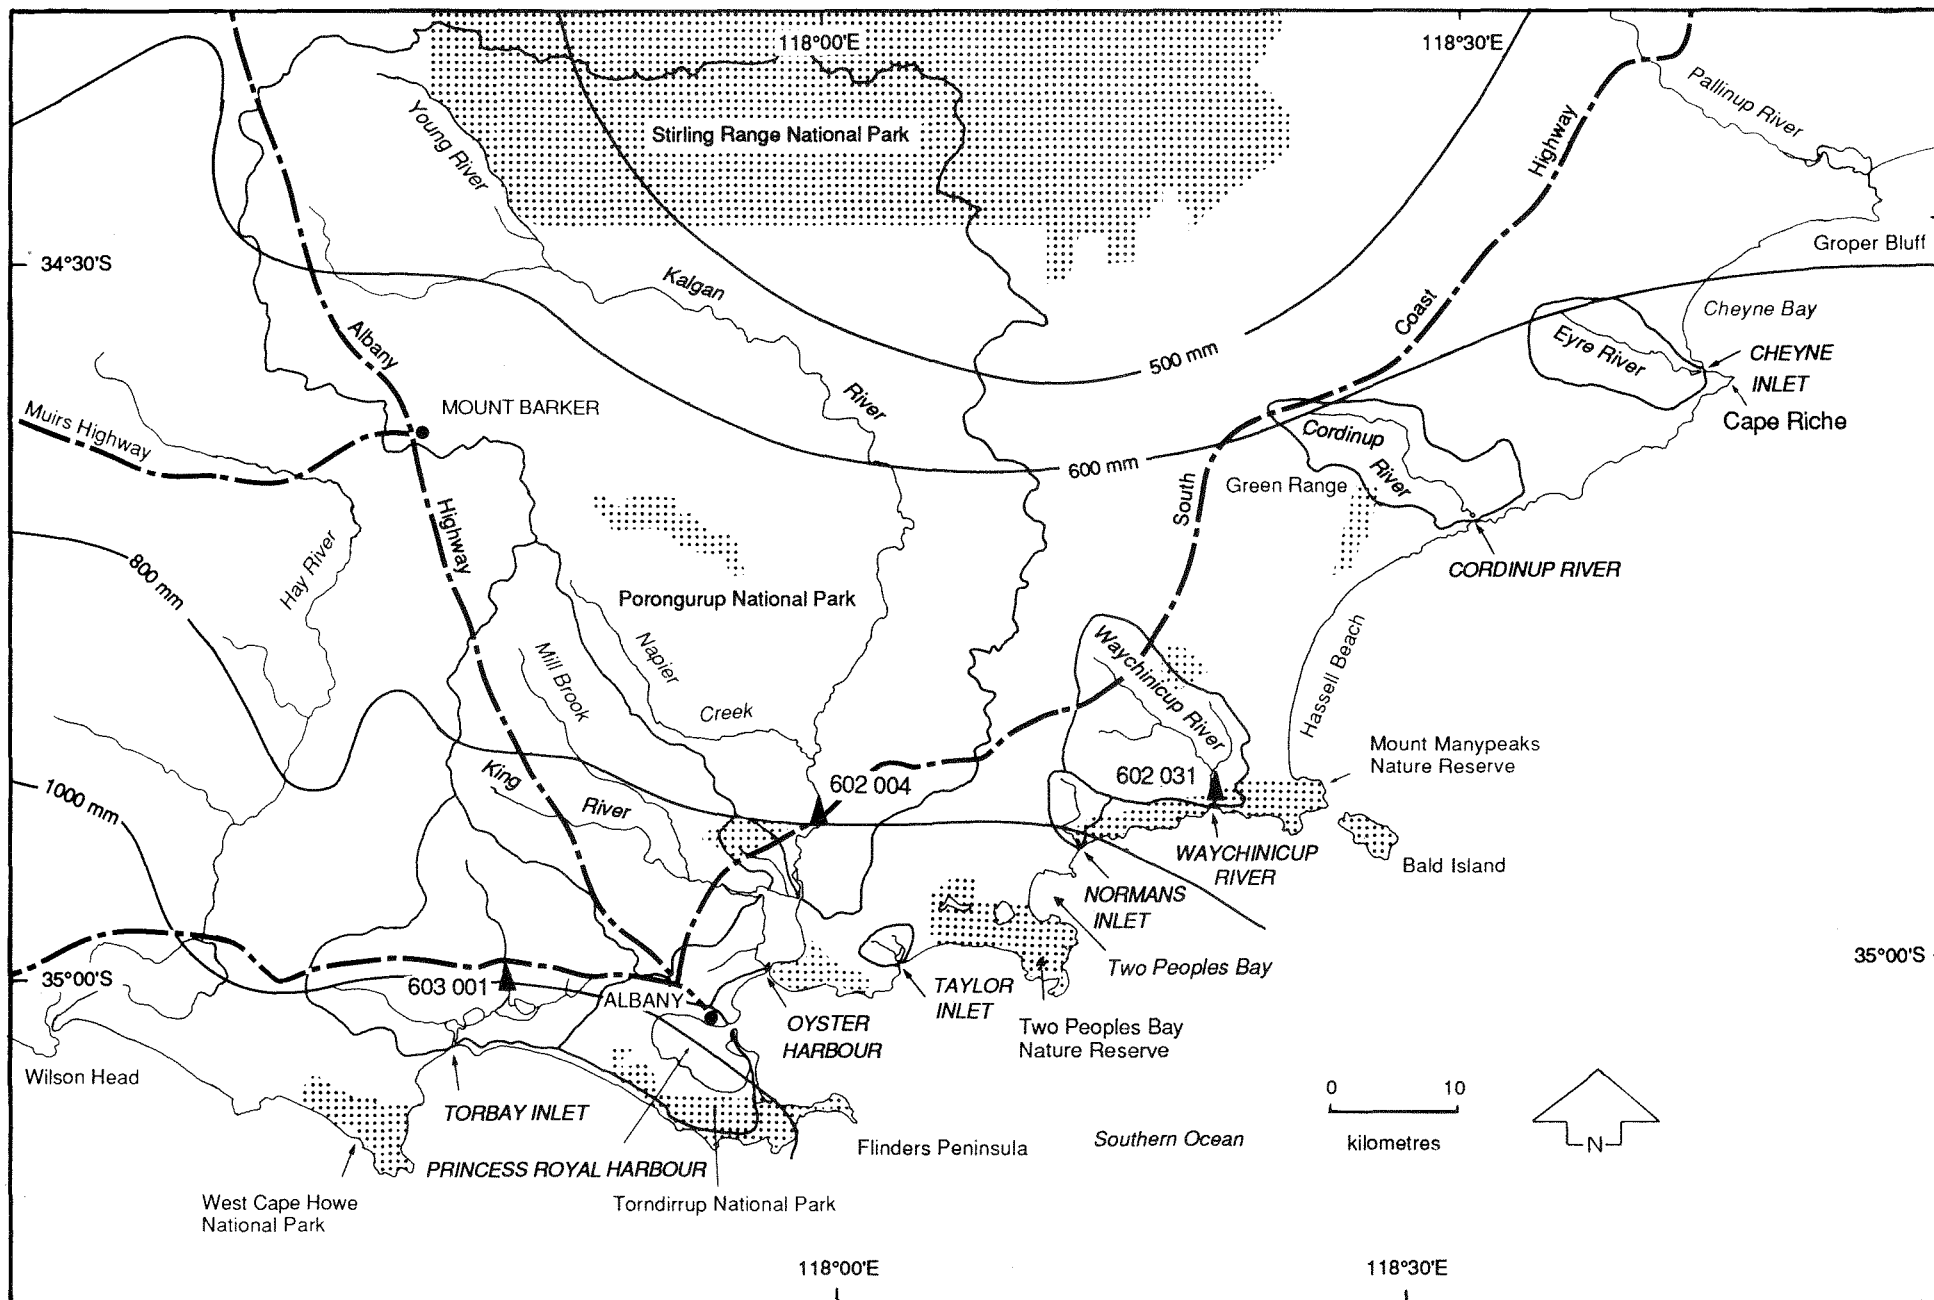 118°00'E
118°30'E
Pallinup River
Young River
Stirling Range National Park
Highway
34°30'S
Groper Bluff
Kalgan
Coast
Cheyne Bay
Albany
500 mm
Eyre River
CHEYNE
INLET
River
MOUNT BARKER
Muirs Highway
Cape Riche
Cordinup
River
600 mm
Green Range
South
Highway
Hay River
800 mm
CORDINUP RIVER
Porongurup National Park
Napier
Creek
Mill Brook
Waychinicup River
Hassell Beach
Mount Manypeaks
Nature Reserve
King
River
602 004
602 031
1000 mm
WAYCHINICUP
RIVER
Bald Island
NORMANS
INLET
35°00'S
35°00'S
Two Peoples Bay
603 001
ALBANY
TAYLOR
INLET
OYSTER
HARBOUR
Two Peoples Bay
Nature Reserve
Wilson Head
0 10
kilometres
N
TORBAY INLET
Flinders Peninsula
Southern Ocean
PRINCESS ROYAL HARBOUR
West Cape Howe
National Park
Torndirrup National Park
118°00'E
118°30'E